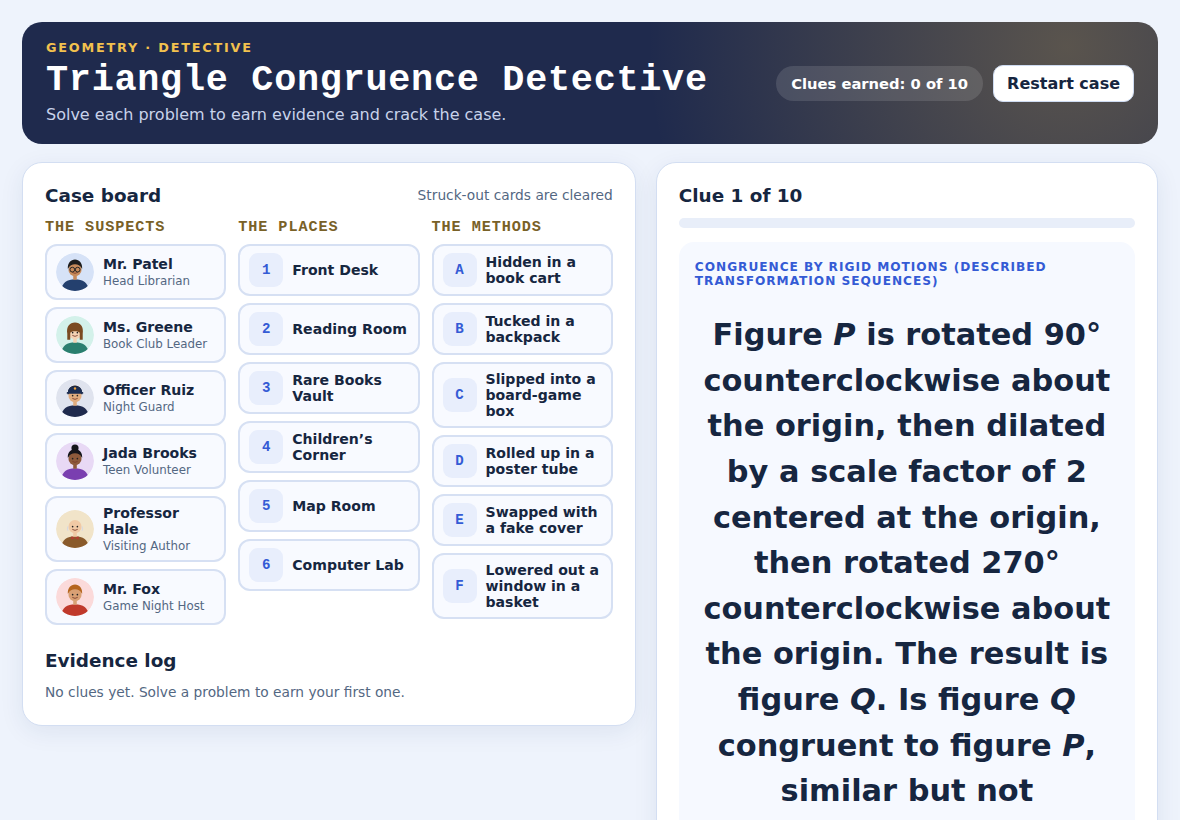 GEOMETRY · DETECTIVE
Triangle Congruence Detective
Solve each problem to earn evidence and crack the case.
Clues earned: 0 of 10
Restart case
Case board
Struck-out cards are cleared
THE SUSPECTS
Mr. Patel
Head Librarian
Ms. Greene
Book Club Leader
Officer Ruiz
Night Guard
Jada Brooks
Teen Volunteer
Professor
Hale
Visiting Author
Mr. Fox
Game Night Host
THE PLACES
1 Front Desk
2 Reading Room
3 Rare Books
Vault
4 Children’s
Corner
5 Map Room
6 Computer Lab
THE METHODS
A Hidden in a
book cart
B Tucked in a
backpack
C Slipped into a
board-game
box
D Rolled up in a
poster tube
E Swapped with
a fake cover
F Lowered out a
window in a
basket
Evidence log
No clues yet. Solve a problem to earn your first one.
Clue 1 of 10
CONGRUENCE BY RIGID MOTIONS (DESCRIBED
TRANSFORMATION SEQUENCES)
Figure P is rotated 90°
counterclockwise about
the origin, then dilated
by a scale factor of 2
centered at the origin,
then rotated 270°
counterclockwise about
the origin. The result is
figure Q. Is figure Q
congruent to figure P,
similar but not